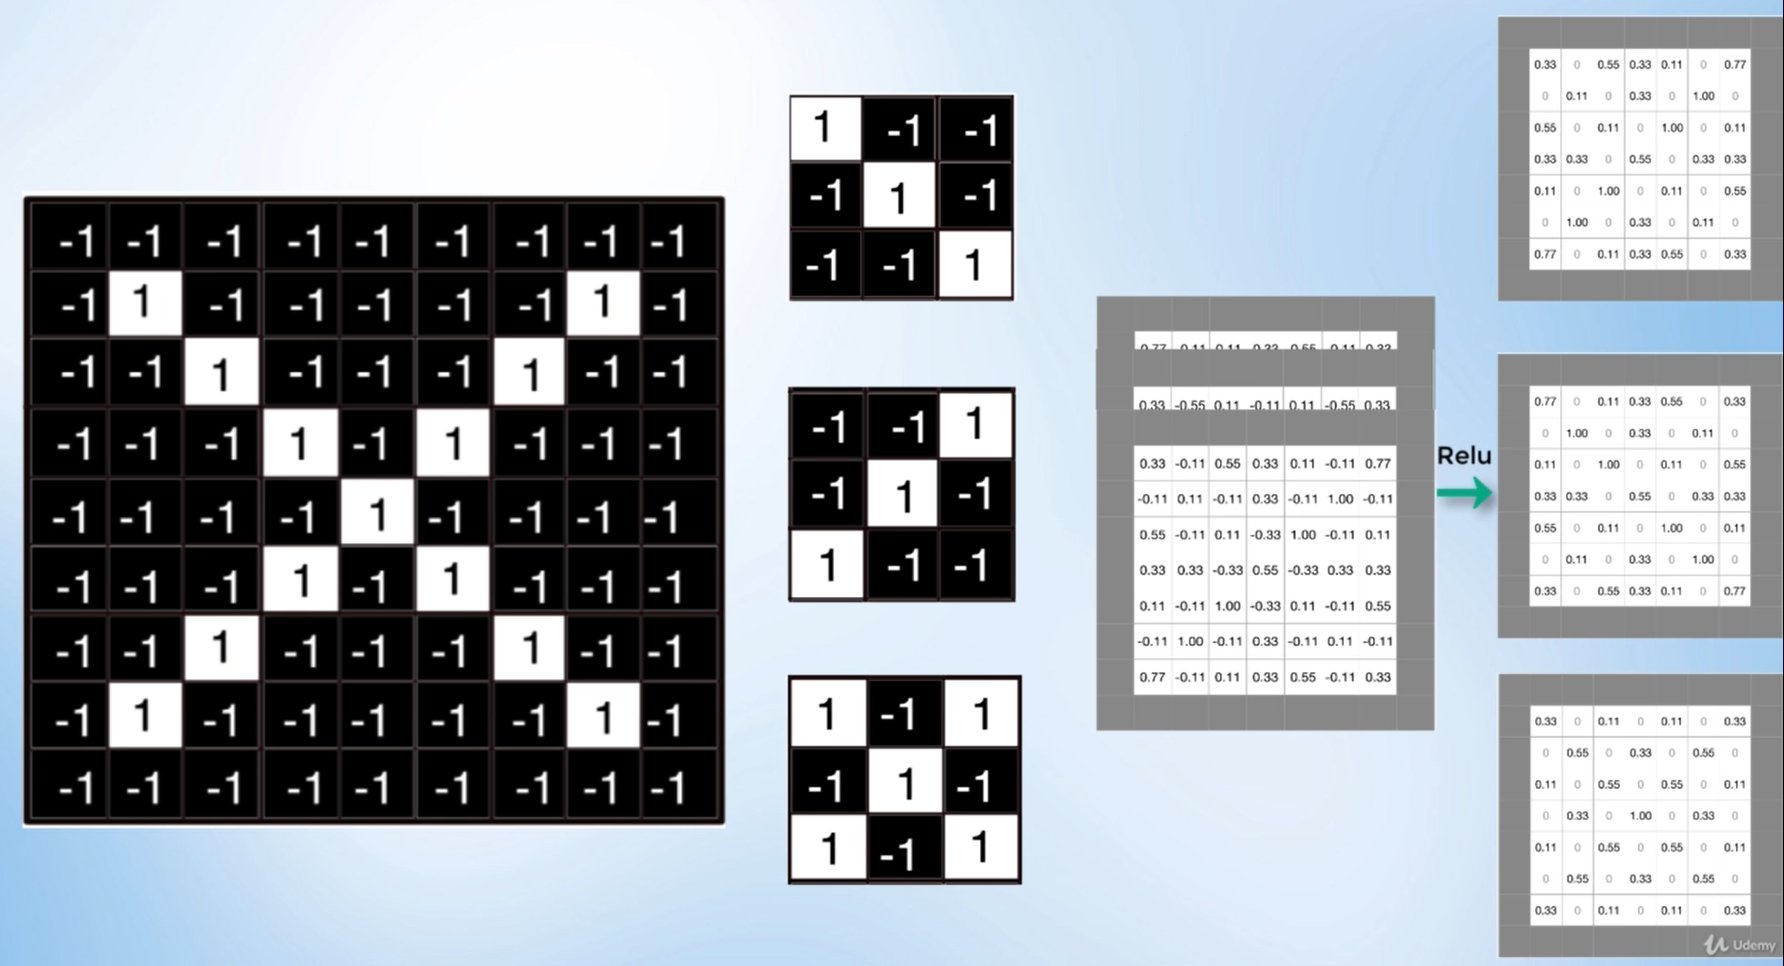 -1 -1 -1 -1 -1 -1 -1 -1 -1
-1 1 -1 -1 -1 -1 -1 1 -1
-1 -1 1 -1 -1 -1 1 -1 -1
-1 -1 -1 1 -1 1 -1 -1 -1
-1 -1 -1 -1 1 -1 -1 -1 -1
-1 -1 -1 1 -1 1 -1 -1 -1
-1 -1 1 -1 -1 -1 1 -1 -1
-1 1 -1 -1 -1 -1 -1 1 -1
-1 -1 -1 -1 -1 -1 -1 -1 -1
1 -1 -1
-1 1 -1
-1 -1 1
-1 -1 1
-1 1 -1
1 -1 -1
1 -1 1
-1 1 -1
1 -1 1
0.33 -0.55 0.11 -0.11 0.11 -0.55 0.33
0.33 -0.11 0.55 0.33 0.11 -0.11 0.77
-0.11 0.11 -0.11 0.33 -0.11 1.00 -0.11
0.55 -0.11 0.11 -0.33 1.00 -0.11 0.11
0.33 0.33 -0.33 0.55 -0.33 0.33 0.33
0.11 -0.11 1.00 -0.33 0.11 -0.11 0.55
-0.11 1.00 -0.11 0.33 -0.11 0.11 -0.11
0.77 -0.11 0.11 0.33 0.55 -0.11 0.33
Relu
0.33 0 0.55 0.33 0.11 0 0.77
0 0.11 0 0.33 0 1.00 0
0.55 0 0.11 0 1.00 0 0.11
0.33 0.33 0 0.55 0 0.33 0.33
0.11 0 1.00 0 0.11 0 0.55
0 1.00 0 0.33 0 0.11 0
0.77 0 0.11 0.33 0.55 0 0.33
0.77 0 0.11 0.33 0.55 0 0.33
0 1.00 0 0.33 0 0.11 0
0.11 0 1.00 0 0.11 0 0.55
0.33 0.33 0 0.55 0 0.33 0.33
0.55 0 0.11 0 1.00 0 0.11
0 0.11 0 0.33 0 1.00 0
0.33 0 0.55 0.33 0.11 0 0.77
0.33 0 0.11 0 0.11 0 0.33
0 0.55 0 0.33 0 0.55 0
0.11 0 0.55 0 0.55 0 0.11
0 0.33 0 1.00 0 0.33 0
0.11 0 0.55 0 0.55 0 0.11
0 0.55 0 0.33 0 0.55 0
0.33 0 0.11 0 0.11 0 0.33
Udemy